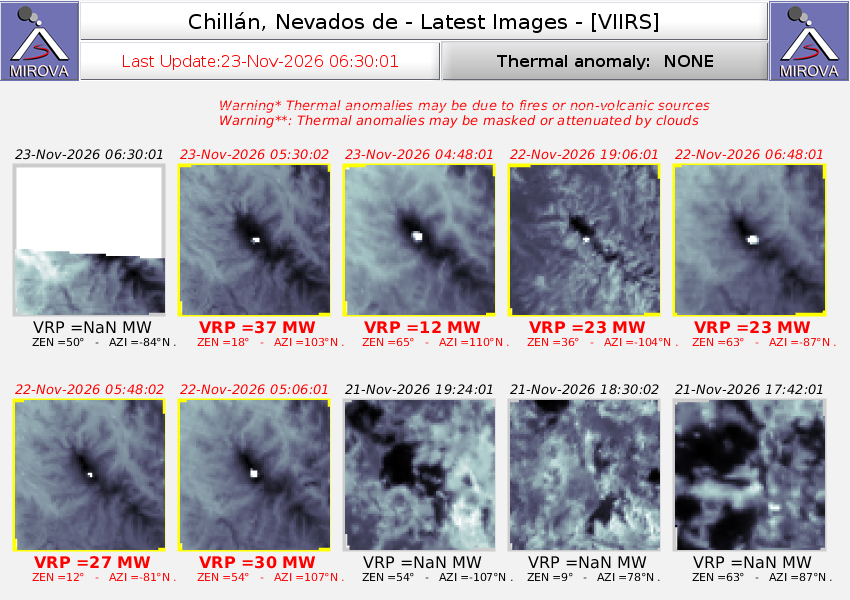 Chillán, Nevados de - Latest Images - [VIIRS]
MIROVA
Last Update:23-Nov-2026 06:30:01
Thermal anomaly: NONE
MIROVA
Warning* Thermal anomalies may be due to fires or non-volcanic sources
Warning**: Thermal anomalies may be masked or attenuated by clouds
23-Nov-2026 06:30:01
23-Nov-2026 05:30:02
23-Nov-2026 04:48:01
22-Nov-2026 19:06:01
22-Nov-2026 06:48:01
VRP =NaN MW
VRP =37 MW
VRP =12 MW
VRP =23 MW
VRP =23 MW
ZEN =50° - AZI =-84°N .
ZEN =18° - AZI =103°N .
ZEN =65° - AZI =110°N .
ZEN =36° - AZI =-104°N .
ZEN =63° - AZI =-87°N .
22-Nov-2026 05:48:02
22-Nov-2026 05:06:01
21-Nov-2026 19:24:01
21-Nov-2026 18:30:02
21-Nov-2026 17:42:01
VRP =27 MW
VRP =30 MW
VRP =NaN MW
VRP =NaN MW
VRP =NaN MW
ZEN =12° - AZI =-81°N .
ZEN =54° - AZI =107°N .
ZEN =54° - AZI =-107°N .
ZEN =9° - AZI =78°N .
ZEN =63° - AZI =87°N .